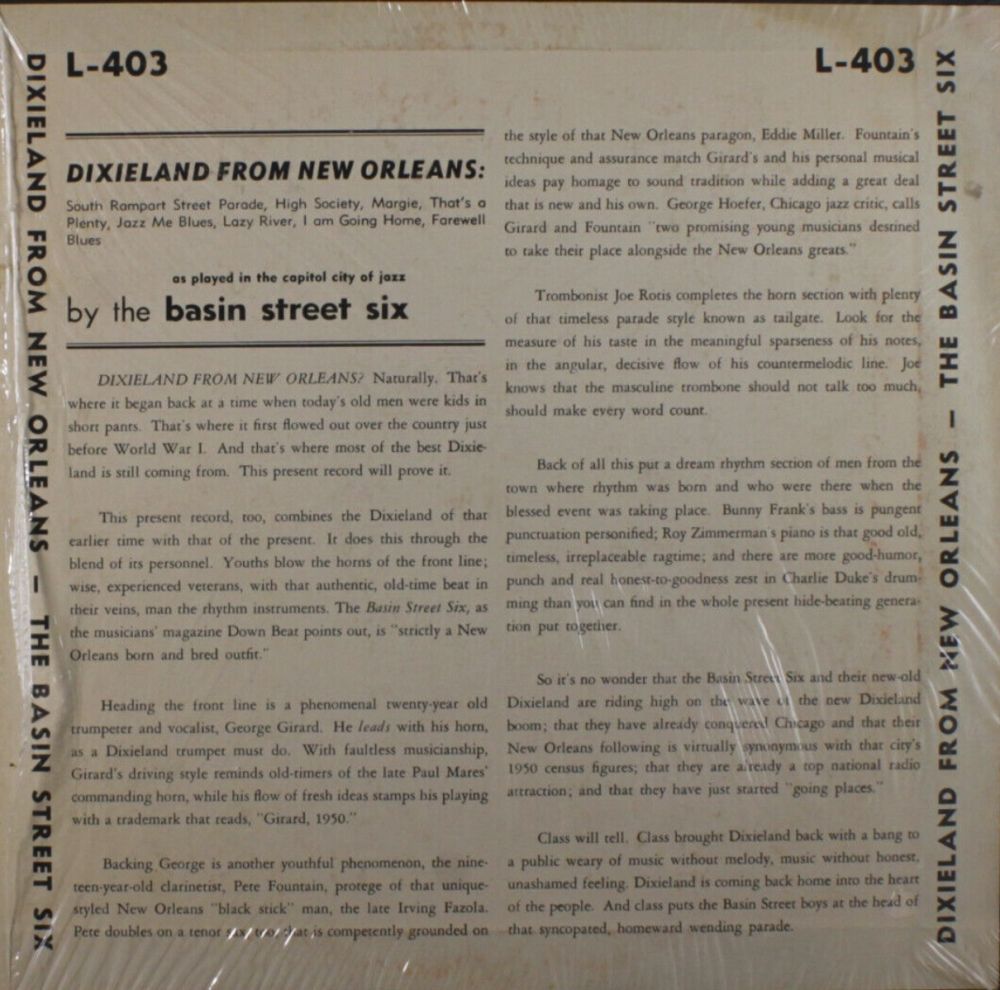 L-403
L-403
DIXIELAND FROM NEW ORLEANS — THE BASIN STREET SIX
DIXIELAND FROM NEW ORLEANS:
South Rampart Street Parade, High Society, Margie, That's a
Plenty, Jazz Me Blues, Lazy River, I am Going Home, Farewell
Blues
as played in the capitol city of jazz
by the basin street six
DIXIELAND FROM NEW ORLEANS? Naturally. That's
where it began back at a time when today's old men were kids in
short pants. That's where it first flowed out over the country just
before World War I. And that's where most of the best Dixie-
land is still coming from. This present record will prove it.
This present record, too, combines the Dixieland of that
earlier time with that of the present. It does this through the
blend of its personnel. Youths blow the horns of the front line;
wise, experienced veterans, with that authentic, old-time beat in
their veins, man the rhythm instruments. The Basin Street Six, as
the musicians' magazine Down Beat points out, is "strictly a New
Orleans born and bred outfit."
Heading the front line is a phenomenal twenty-year old
trumpeter and vocalist, George Girard. He leads with his horn,
as a Dixieland trumpet must do. With faultless musicianship,
Girard's driving style reminds old-timers of the late Paul Mares'
commanding horn, while his flow of fresh ideas stamps his playing
with a trademark that reads, "Girard, 1950."
Backing George is another youthful phenomenon, the nine-
teen-year-old clarinetist, Pete Fountain, protege of that unique-
styled New Orleans "black stick" man, the late Irving Fazola.
Pete doubles on a tenor sax, too, that is competently grounded on
the style of that New Orleans paragon, Eddie Miller. Fountain's
technique and assurance match Girard's and his personal musical
ideas pay homage to sound tradition while adding a great deal
that is new and his own. George Hoefer, Chicago jazz critic, calls
Girard and Fountain "two promising young musicians destined
to take their place alongside the New Orleans greats."
Trombonist Joe Rotis completes the horn section with plenty
of that timeless parade style known as tailgate. Look for the
measure of his taste in the meaningful sparseness of his notes,
in the angular, decisive flow of his countermelodic line. Joe
knows that the masculine trombone should not talk too much,
should make every word count.
Back of all this put a dream rhythm section of men from the
town where rhythm was born and who were there when the
blessed event was taking place. Bunny Frank's bass is pungent
punctuation personified; Roy Zimmerman's piano is that good old,
timeless, irreplaceable ragtime; and there are more good-humor,
punch and real honest-to-goodness zest in Charlie Duke's drum-
ming than you can find in the whole present hide-beating genera-
tion put together.
So it's no wonder that the Basin Street Six and their new-old
Dixieland are riding high on the wave of the new Dixieland
boom; that they have already conquered Chicago and that their
New Orleans following is virtually synonymous with that city's
1950 census figures; that they are already a top national radio
attraction; and that they have just started "going places."
Class will tell. Class brought Dixieland back with a bang to
a public weary of music without melody, music without honest,
unashamed feeling. Dixieland is coming back home into the heart
of the people. And class puts the Basin Street boys at the head of
that syncopated, homeward wending parade.
DIXIELAND FROM NEW ORLEANS — THE BASIN STREET SIX